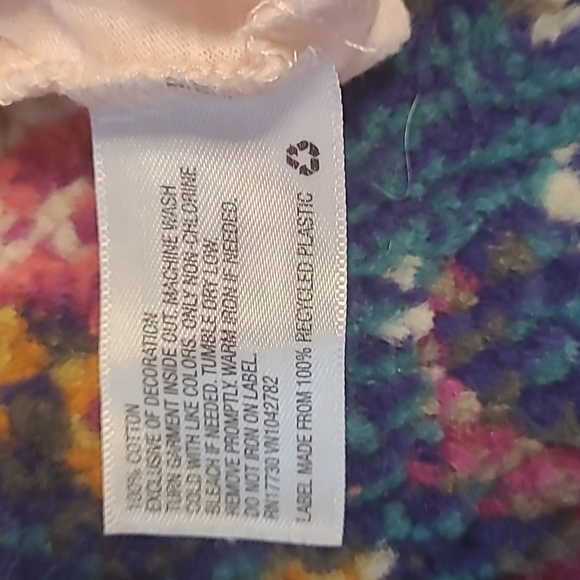 100% COTTON
EXCLUSIVE OF DECORATION
TURN GARMENT INSIDE OUT. MACHINE WASH
COLD WITH LIKE COLORS. ONLY NON-CHLORINE
BLEACH IF NEEDED. TUMBLE DRY LOW.
REMOVE PROMPTLY. WARM IRON IF NEEDED.
DO NOT IRON ON LABEL.
RN17730 VN1042782
LABEL MADE FROM 100% RECYCLED PLASTIC